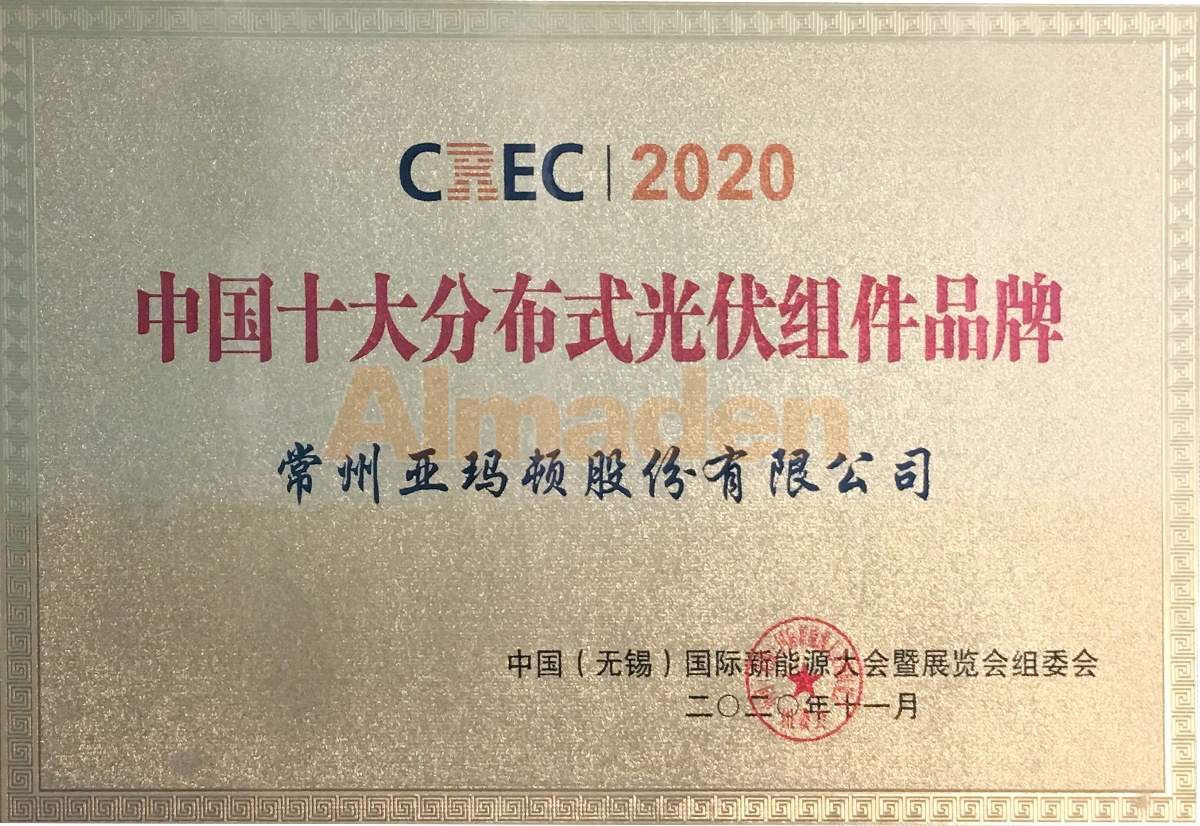 CREC | 2020
中国十大分布式光伏组件品牌
Almaden®
常州亚玛顿股份有限公司
中国（无锡）国际新能源大会暨展览会组委会
二〇二〇年十一月